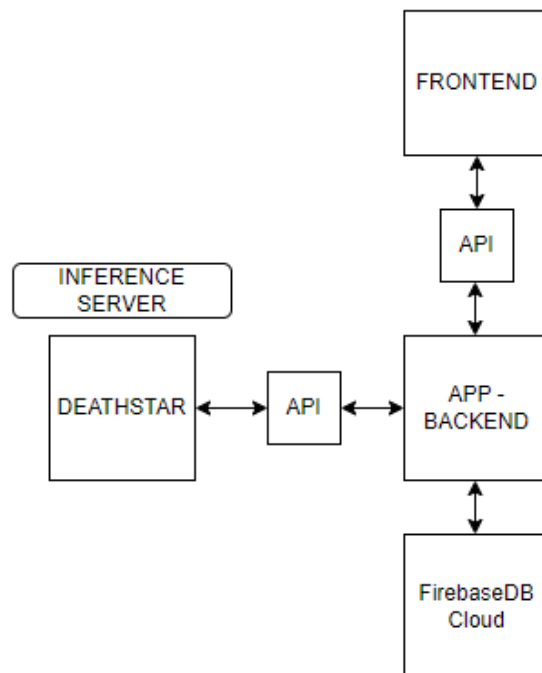 FRONTEND
API
INFERENCE
SERVER
DEATHSTAR
API
APP -
BACKEND
FirebaseDB
Cloud